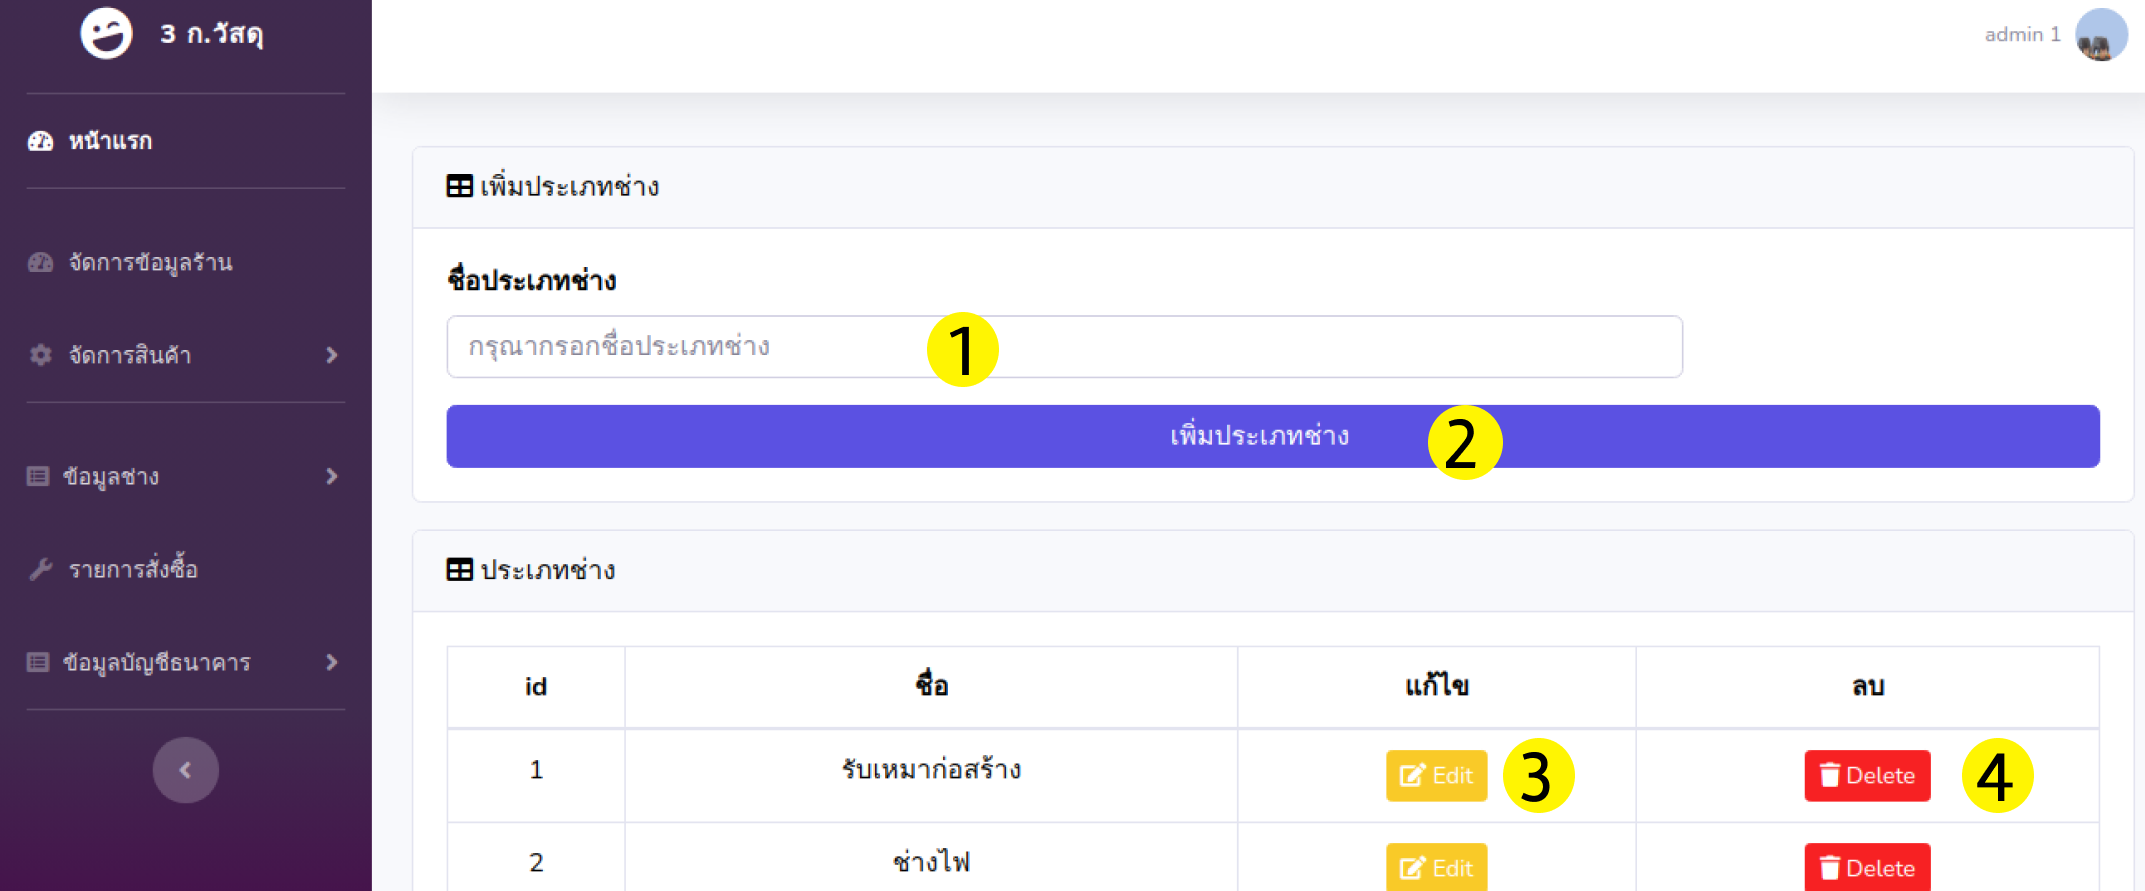 3 ก.วัสดุ
admin 1
หน้าแรก
จัดการข้อมูลร้าน
จัดการสินค้า
ข้อมูลช่าง
รายการสั่งซื้อ
ข้อมูลบัญชีธนาคาร
เพิ่มประเภทช่าง
ชื่อประเภทช่าง
กรุณากรอกชื่อประเภทช่าง 1
เพิ่มประเภทช่าง 2
ประเภทช่าง
id ชื่อ แก้ไข ลบ
1 รับเหมาก่อสร้าง Edit 3 Delete 4
2 ช่างไฟ Edit Delete